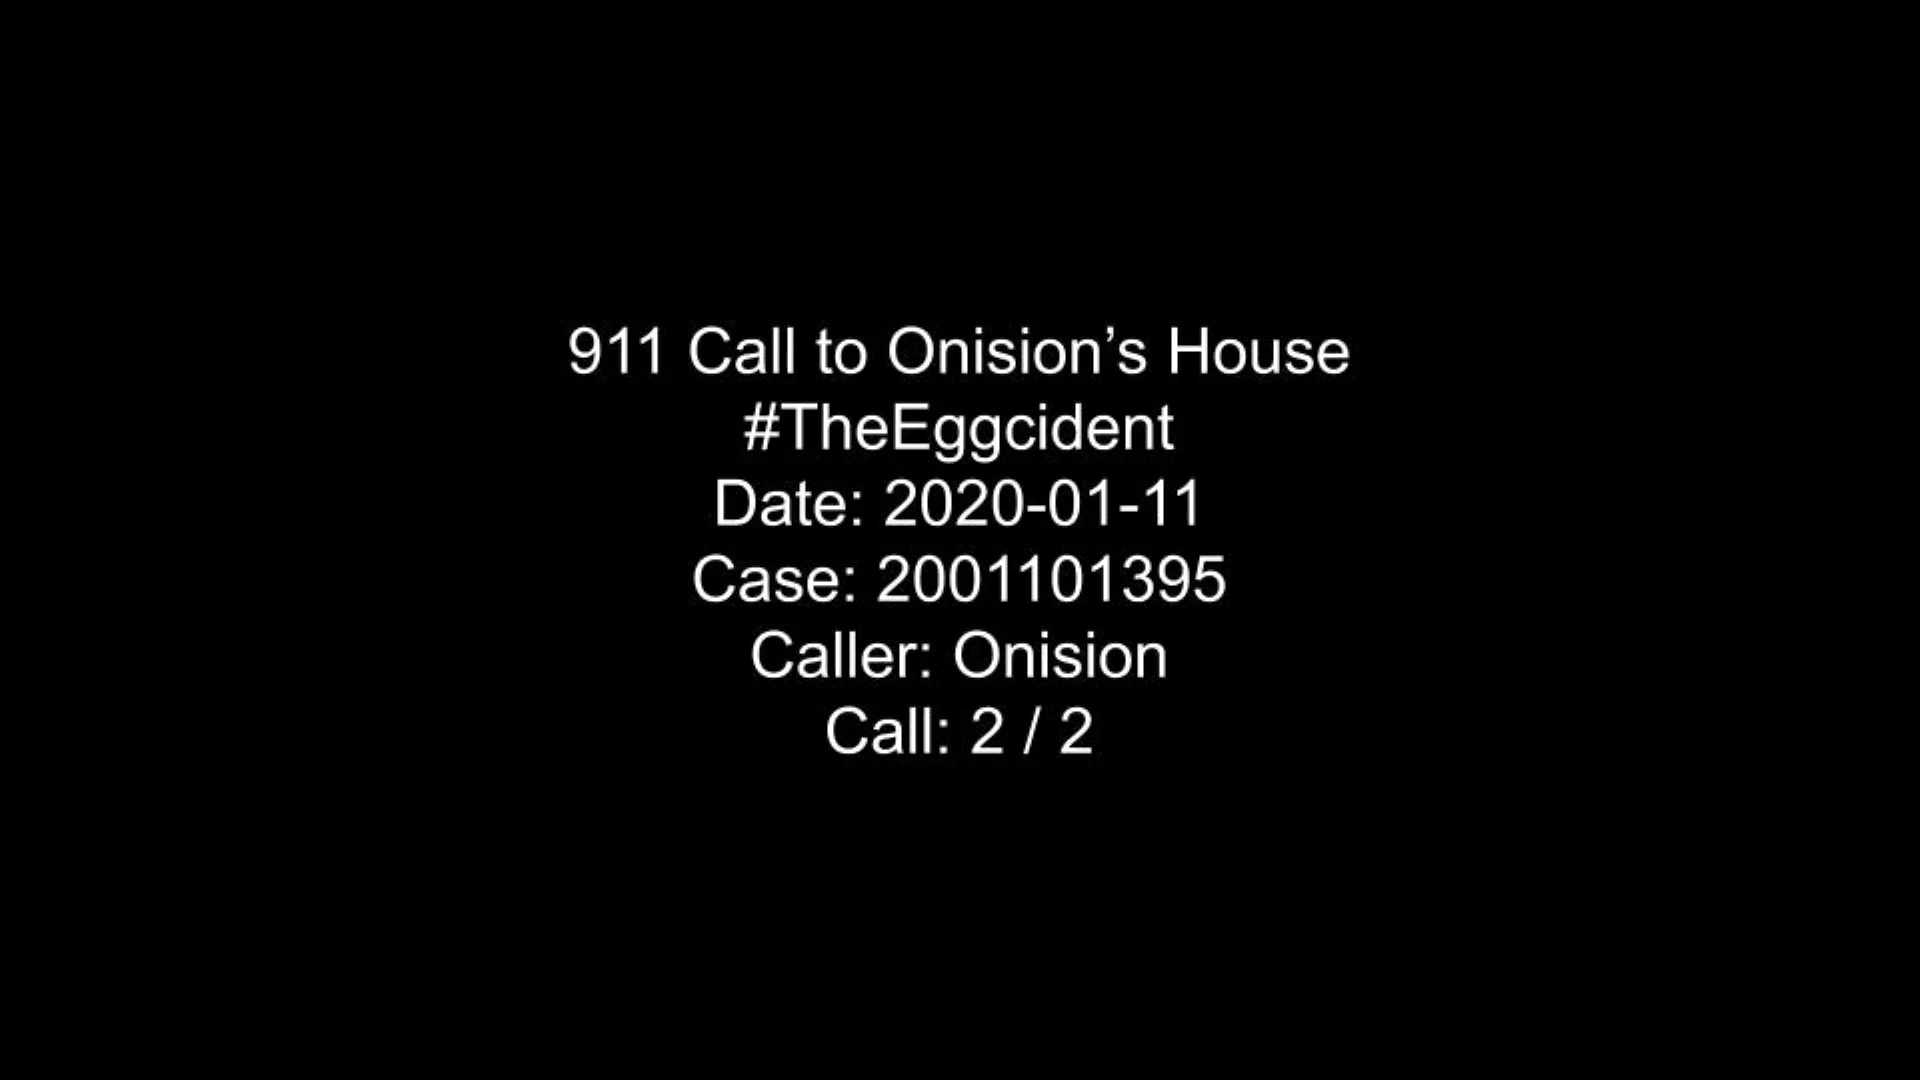 911 Call to Onision’s House
#TheEggcident
Date: 2020-01-11
Case: 2001101395
Caller: Onision
Call: 2 / 2